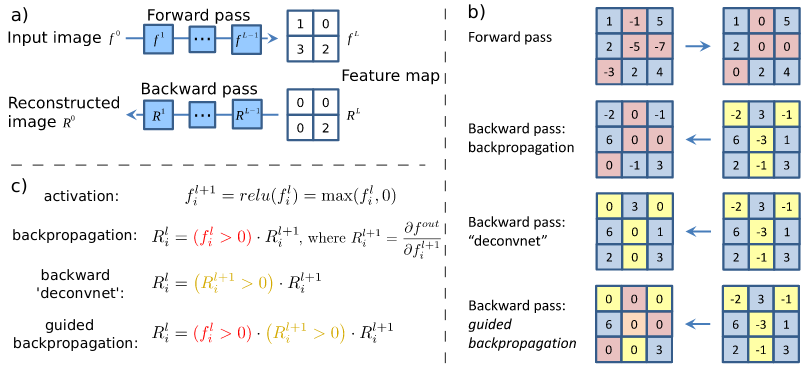 a)
Forward pass
Input image f^0
f^1 ... f^{L-1}
1 0
3 2
f^L
Feature map
Backward pass
Reconstructed
image R^0
R^1 ... R^{L-1}
0 0
0 2
R^L
b)
Forward pass
1 -1 5
2 -5 -7
-3 2 4
1 0 5
2 0 0
0 2 4
Backward pass:
backpropagation
-2 0 -1
6 0 0
0 -1 3
-2 3 -1
6 -3 1
2 -1 3
Backward pass:
“deconvnet”
0 3 0
6 0 1
2 0 3
-2 3 -1
6 -3 1
2 -1 3
Backward pass:
guided
backpropagation
0 0 0
6 0 0
0 0 3
-2 3 -1
6 -3 1
2 -1 3
c)
activation: f_i^{l+1} = relu(f_i^l) = max(f_i^l, 0)
backpropagation: R_i^l = (f_i^l > 0) · R_i^{l+1}, where R_i^{l+1} = ∂f^{out} / ∂f_i^{l+1}
backward
'deconvnet': R_i^l = (R_i^{l+1} > 0) · R_i^{l+1}
guided
backpropagation: R_i^l = (f_i^l > 0) · (R_i^{l+1} > 0) · R_i^{l+1}